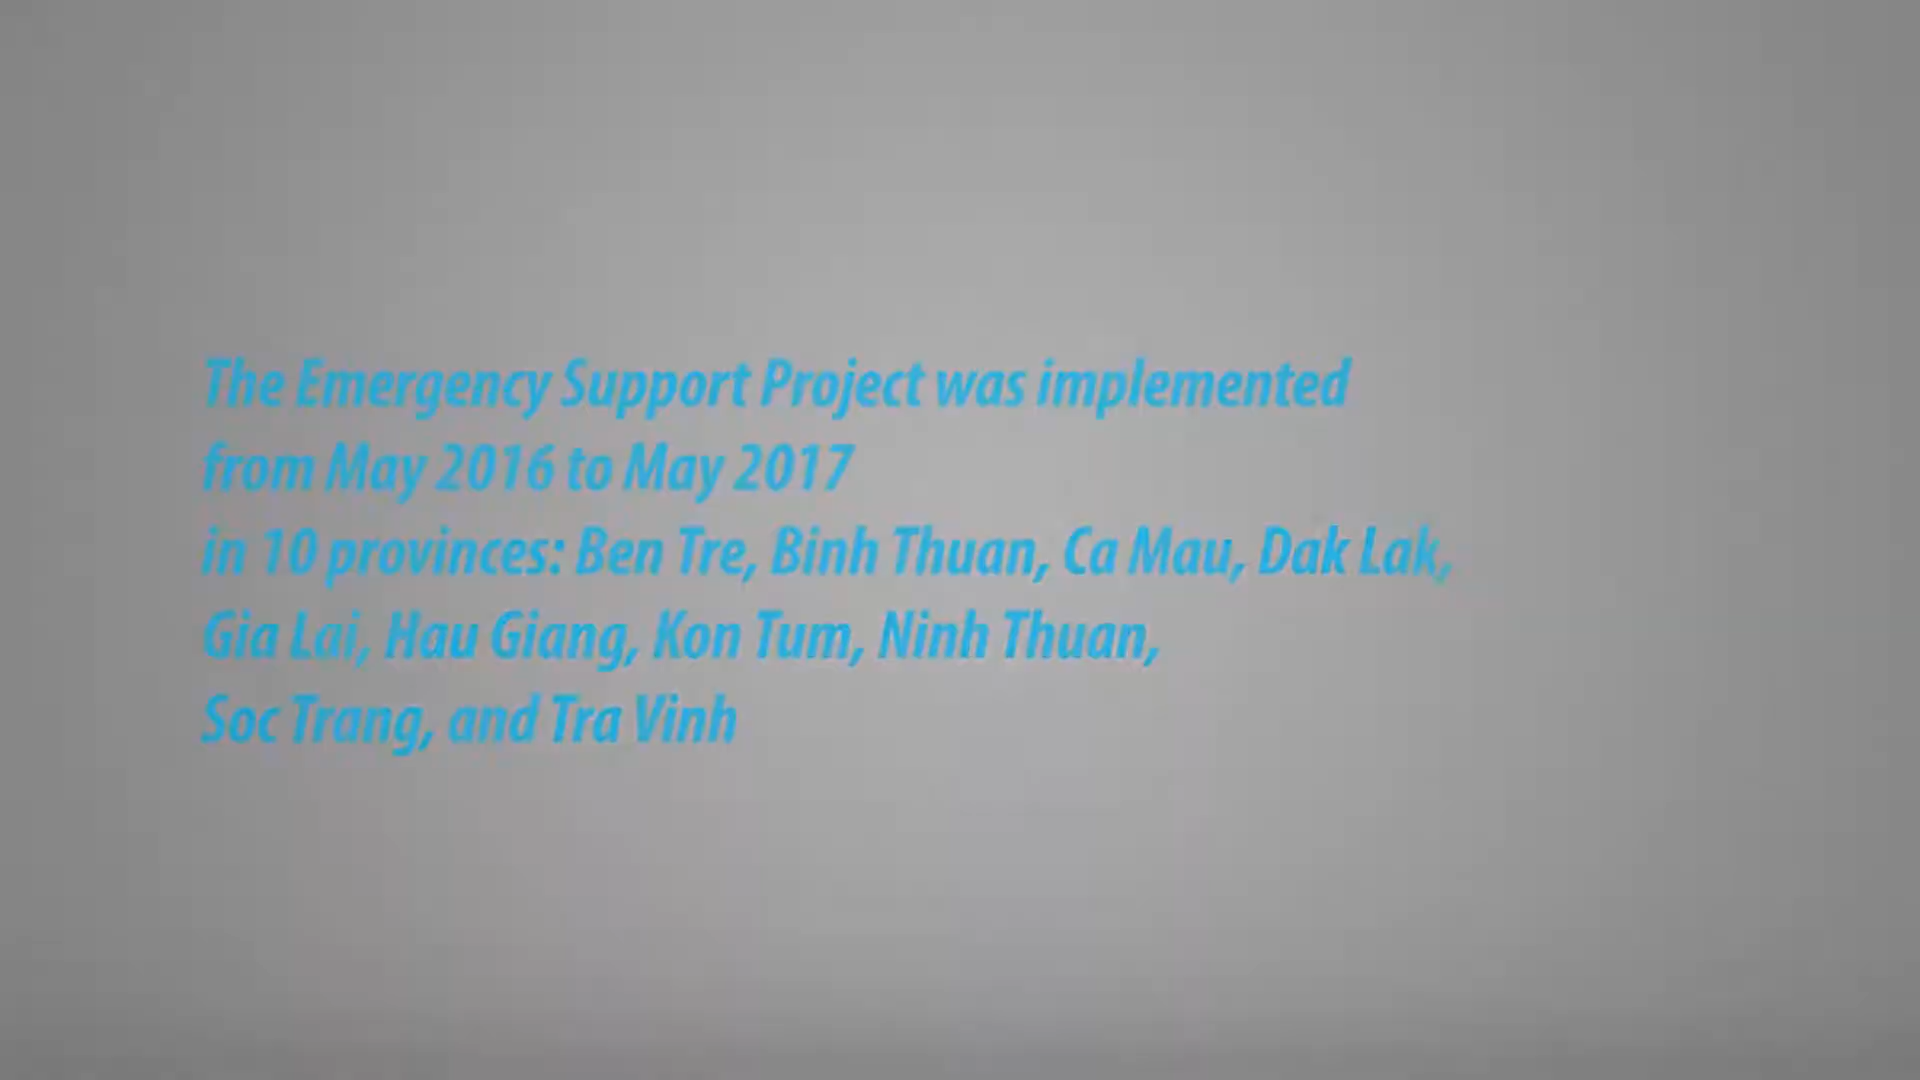 The Emergency Support Project was implemented
from May 2016 to May 2017
in 10 provinces: Ben Tre, Binh Thuan, Ca Mau, Dak Lak,
Gia Lai, Hau Giang, Kon Tum, Ninh Thuan,
Soc Trang, and Tra Vinh